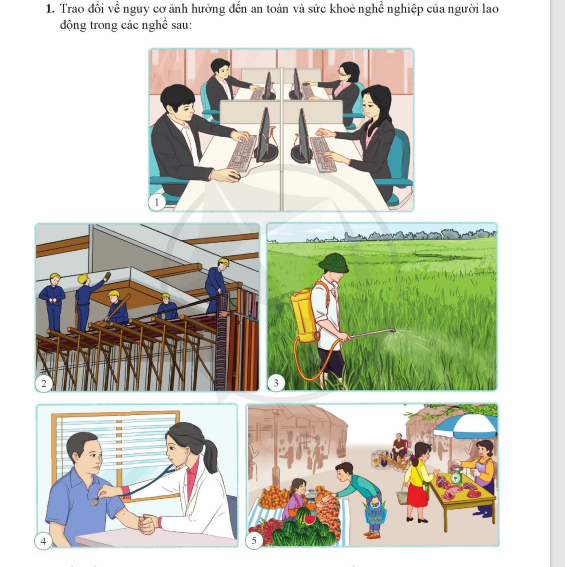 1. Trao đổi về nguy cơ ảnh hưởng đến an toàn và sức khoẻ nghề nghiệp của người lao
động trong các nghề sau:
1
2
3
4
5